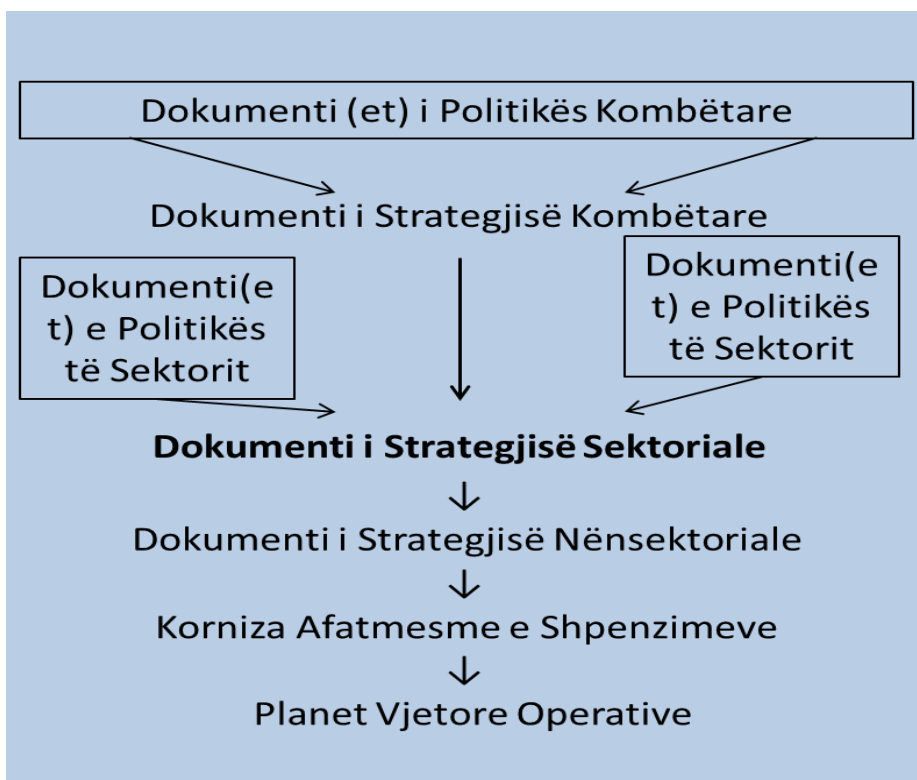 Dokumenti (et) i Politikës Kombëtare
Dokumenti i Strategjisë Kombëtare
Dokumenti(e
t) e Politikës
të Sektorit
Dokumenti(e
t) e Politikës
të Sektorit
Dokumenti i Strategjisë Sektoriale
Dokumenti i Strategjisë Nënsektoriale
Korniza Afatmesme e Shpenzimeve
Planet Vjetore Operative